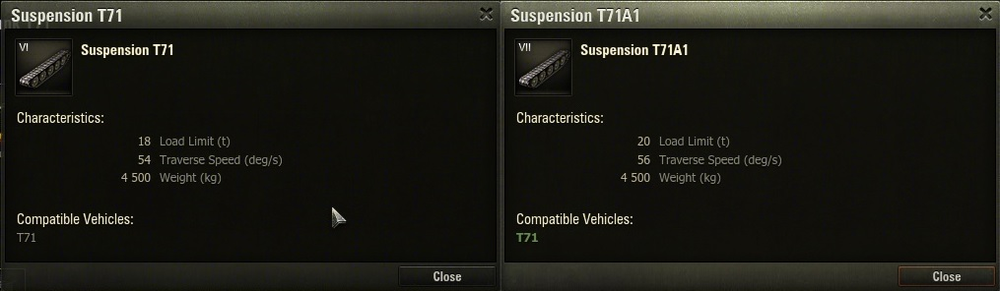 Suspension T71
VI
Suspension T71
Characteristics:
18 Load Limit (t)
54 Traverse Speed (deg/s)
4 500 Weight (kg)
Compatible Vehicles:
T71
Close
Suspension T71A1
VII
Suspension T71A1
Characteristics:
20 Load Limit (t)
56 Traverse Speed (deg/s)
4 500 Weight (kg)
Compatible Vehicles:
T71
Close